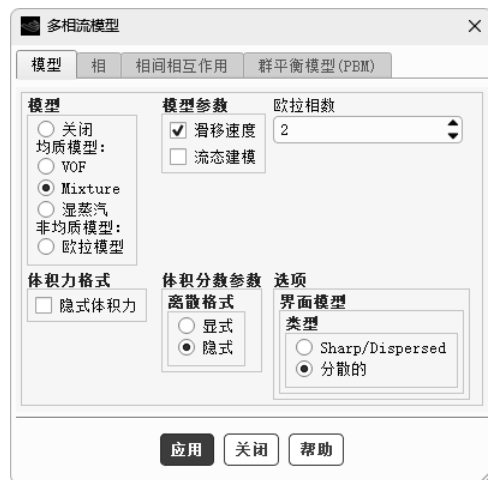 多相流模型
模型 相 相间相互作用 群平衡模型(PBM)
模型
关闭
均质模型:
VOF
Mixture
湿蒸汽
非均质模型:
欧拉模型
模型参数
滑移速度
流态建模
欧拉相数
2
体积力格式
隐式体积力
体积分数参数
离散格式
显式
隐式
选项
界面模型
类型
Sharp/Dispersed
分散的
应用 关闭 帮助